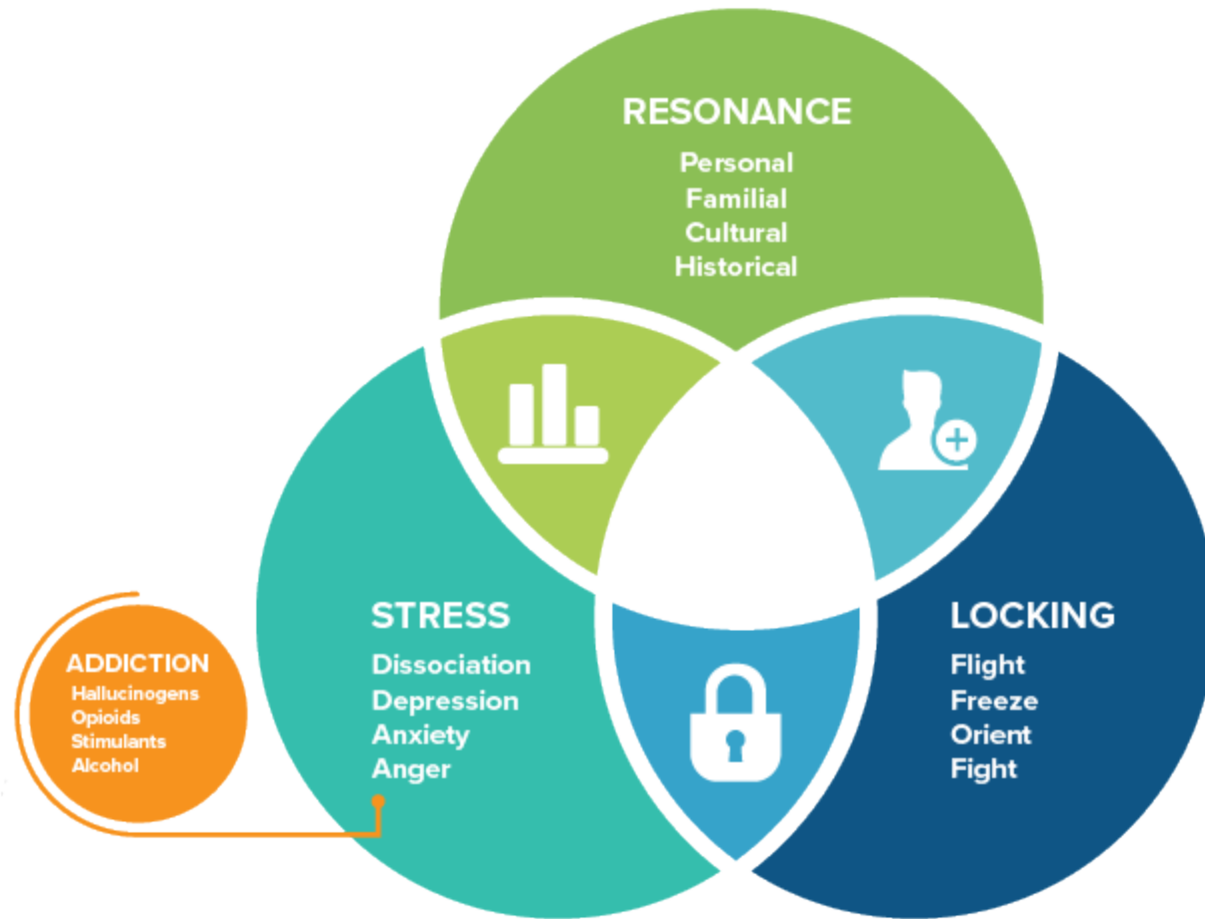 RESONANCE
Personal
Familial
Cultural
Historical
STRESS
Dissociation
Depression
Anxiety
Anger
LOCKING
Flight
Freeze
Orient
Fight
ADDICTION
Hallucinogens
Opioids
Stimulants
Alcohol